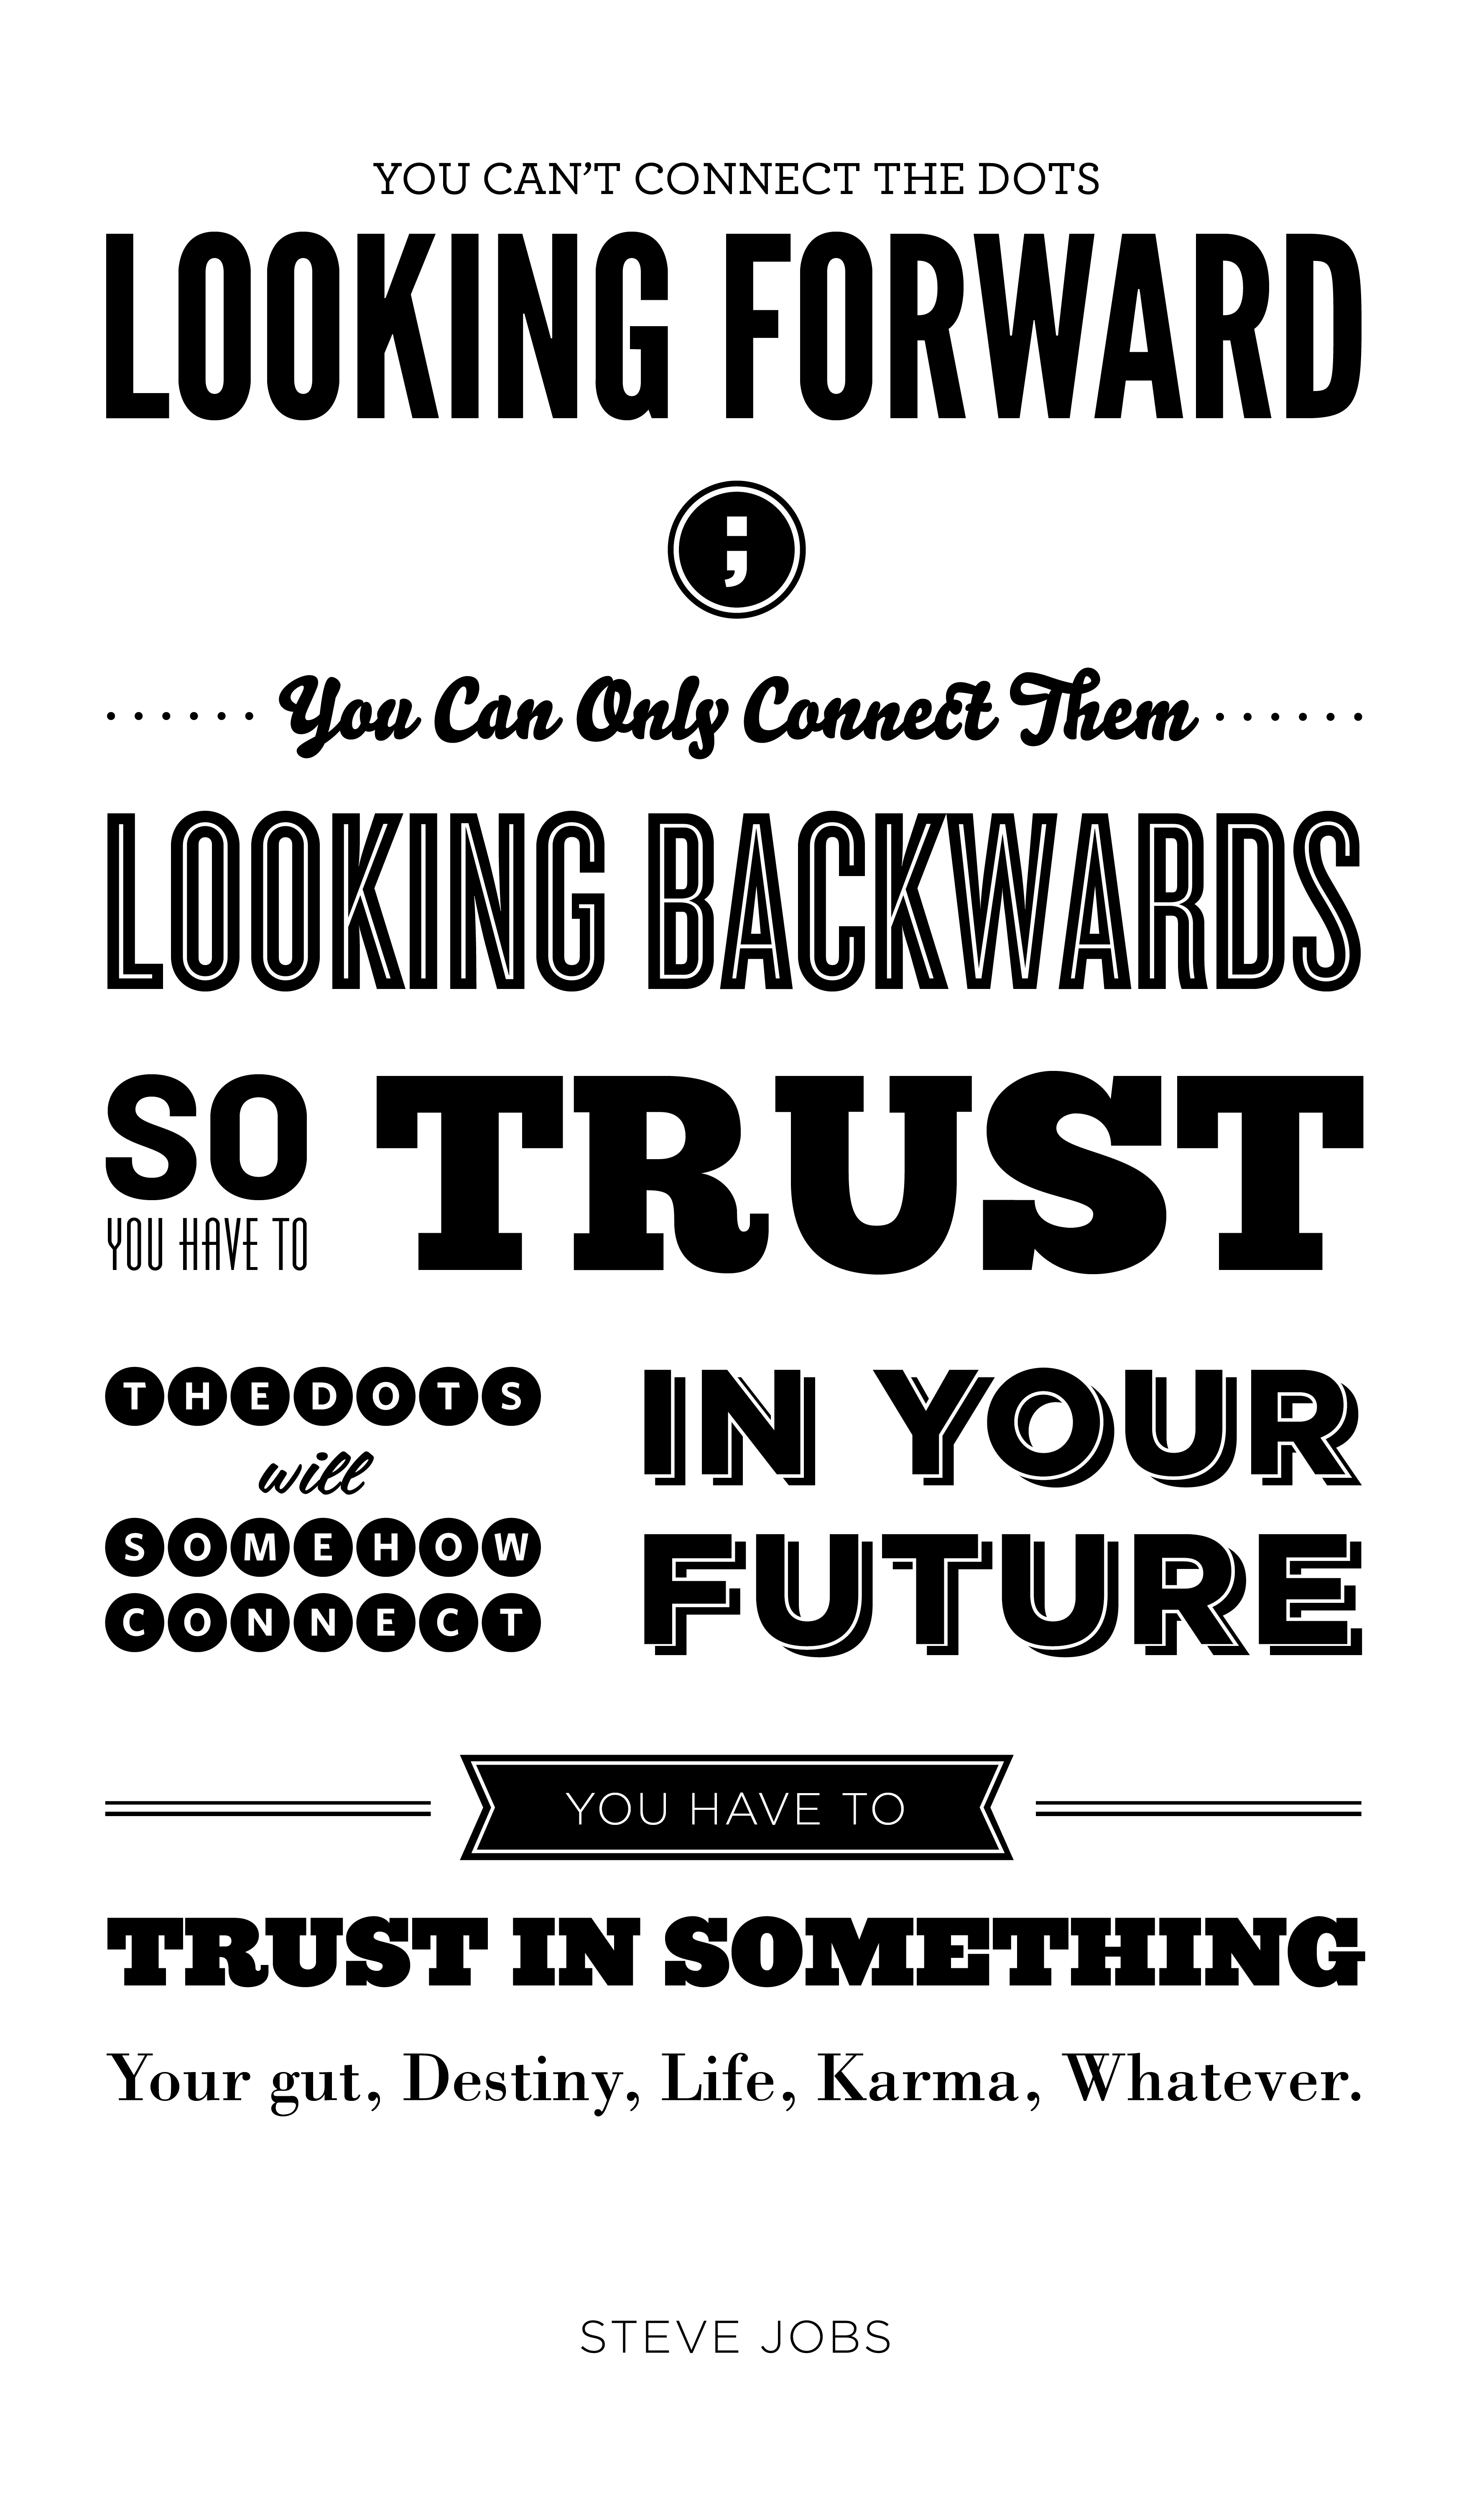 YOU CAN'T CONNECT THE DOTS
LOOKING FORWARD
;
You Can Only Connect Them
LOOKING BACKWARDS
SO
YOU HAVE TO
TRUST
THE DOTS
will
SOMEHOW
CONNECT
IN YOUR
FUTURE
YOU HAVE TO
TRUST IN SOMETHING
Your gut, Destiny, Life, Karma, Whatever.
STEVE JOBS